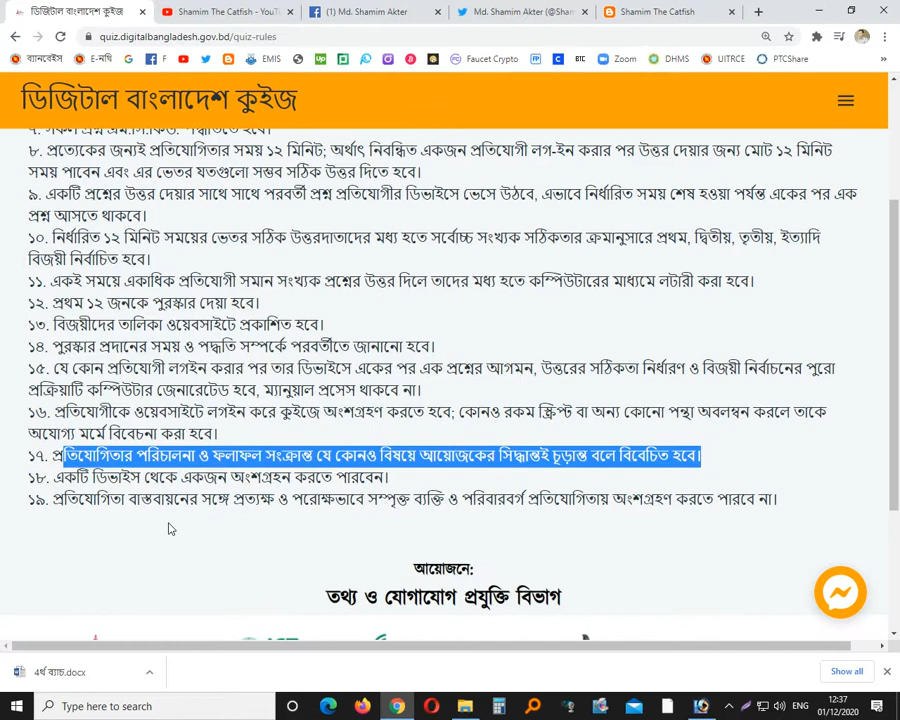 ডিজিটাল বাংলাদেশ কুইজ
Shamim The Catfish - YouT
(1) Md. Shamim Akter
Md. Shamim Akter (@Sha
Shamim The Catfish
quiz.digitalbangladesh.gov.bd/quiz-rules
ব্যানবেইস
ই-নথি
F
EMIS
Faucet Crypto
FP
BTC
Zoom
DHMS
UITRCE
PTCShare
ডিজিটাল বাংলাদেশ কুইজ
৭. সকল প্রশ্ন এম.সি.কিউ. পদ্ধতিতে হবে।
৮. প্রত্যেকের জন্যই প্রতিযোগিতার সময় ১২ মিনিট; অর্থাৎ নিবন্ধিত একজন প্রতিযোগী লগ-ইন করার পর উত্তর দেয়ার জন্য মোট ১২ মিনিট
সময় পাবেন এবং এর ভেতর যতগুলো সম্ভব সঠিক উত্তর দিতে হবে।
৯. একটি প্রশ্নের উত্তর দেয়ার সাথে সাথে পরবর্তী প্রশ্ন প্রতিযোগীর ডিভাইসে ভেসে উঠবে, এভাবে নির্ধারিত সময় শেষ হওয়া পর্যন্ত একের পর এক
প্রশ্ন আসতে থাকবে।
১০. নির্ধারিত ১২ মিনিট সময়ের ভেতর সঠিক উত্তরদাতাদের মধ্য হতে সর্বোচ্চ সংখ্যক সঠিকতার ক্রমানুসারে প্রথম, দ্বিতীয়, তৃতীয়, ইত্যাদি
বিজয়ী নির্বাচিত হবে।
১১. একই সময়ে একাধিক প্রতিযোগী সমান সংখ্যক প্রশ্নের উত্তর দিলে তাদের মধ্য হতে কম্পিউটারের মাধ্যমে লটারী করা হবে।
১২. প্রথম ১২ জনকে পুরস্কার দেয়া হবে।
১৩. বিজয়ীদের তালিকা ওয়েবসাইটে প্রকাশিত হবে।
১৪. পুরস্কার প্রদানের সময় ও পদ্ধতি সম্পর্কে পরবর্তীতে জানানো হবে।
১৫. যে কোন প্রতিযোগী লগইন করার পর তার ডিভাইসে একের পর এক প্রশ্নের আগমন, উত্তরের সঠিকতা নির্ধারণ ও বিজয়ী নির্বাচনের পুরো
প্রক্রিয়াটি কম্পিউটার জেনারেটেড হবে, ম্যানুয়াল প্রসেস থাকবে না।
১৬. প্রতিযোগীকে ওয়েবসাইটে লগইন করে কুইজে অংশগ্রহণ করতে হবে; কোনও রকম স্ক্রিপ্ট বা অন্য কোনো পন্থা অবলম্বন করলে তাকে
অযোগ্য মর্মে বিবেচনা করা হবে।
১৭. প্রতিযোগিতার পরিচালনা ও ফলাফল সংক্রান্ত যে কোনও বিষয়ে আয়োজকের সিদ্ধান্তই চূড়ান্ত বলে বিবেচিত হবে।
১৮. একটি ডিভাইস থেকে একজন অংশগ্রহন করতে পারবেন।
১৯. প্রতিযোগিতা বাস্তবায়নের সঙ্গে প্রত্যক্ষ ও পরোক্ষভাবে সম্পৃক্ত ব্যক্তি ও পরিবারবর্গ প্রতিযোগিতায় অংশগ্রহণ করতে পারবে না।
আয়োজনে:
তথ্য ও যোগাযোগ প্রযুক্তি বিভাগ
4র্থ ব্যাচ.docx
Show all
Type here to search
ENG
12:37
01/12/2020